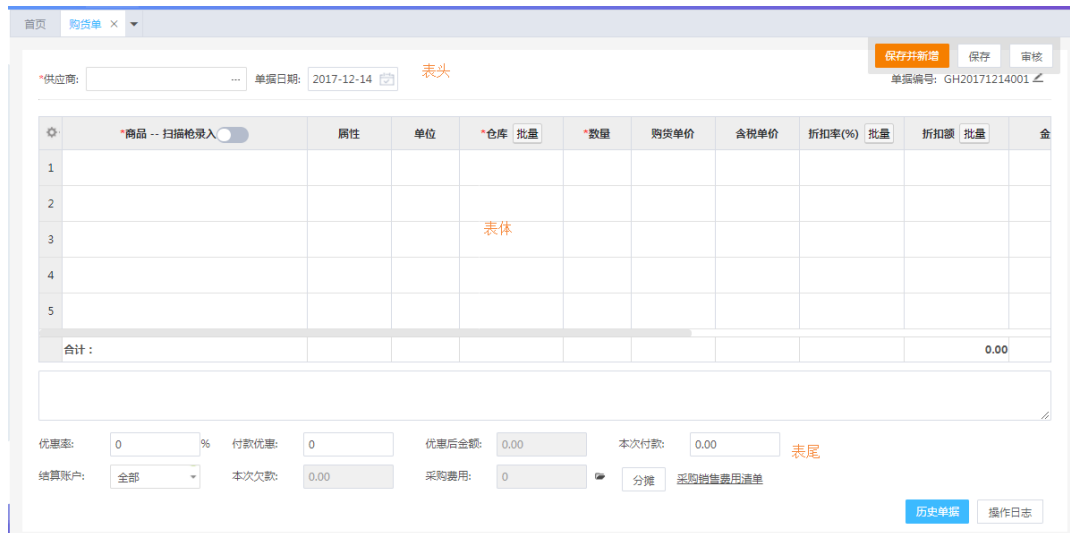 首页 购货单
保存并新增 保存 审核
*供应商: ... 单据日期: 2017-12-14 表头 单据编号: GH20171214001
*商品 -- 扫描枪录入 属性 单位 *仓库 批量 *数量 购货单价 含税单价 折扣率(%) 批量 折扣额 批量 金
1
2
表体
3
4
5
合计: 0.00
优惠率: 0 % 付款优惠: 0 优惠后金额: 0.00 本次付款: 0.00 表尾
结算账户: 全部 本次欠款: 0.00 采购费用: 0 分摊 采购销售费用清单
历史单据 操作日志